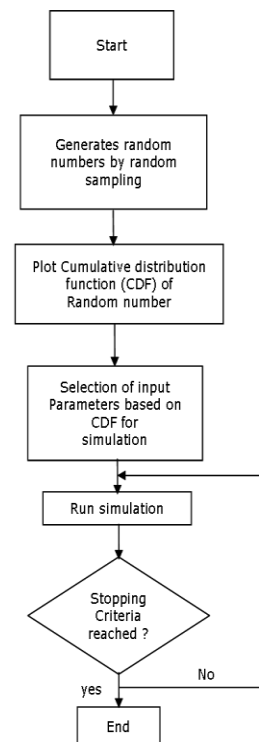 Start
Generates random
numbers by random
sampling
Plot Cumulative distribution
function (CDF) of
Random number
Selection of input
Parameters based on
CDF for
simulation
Run simulation
Stopping
Criteria
reached ?
No
yes
End